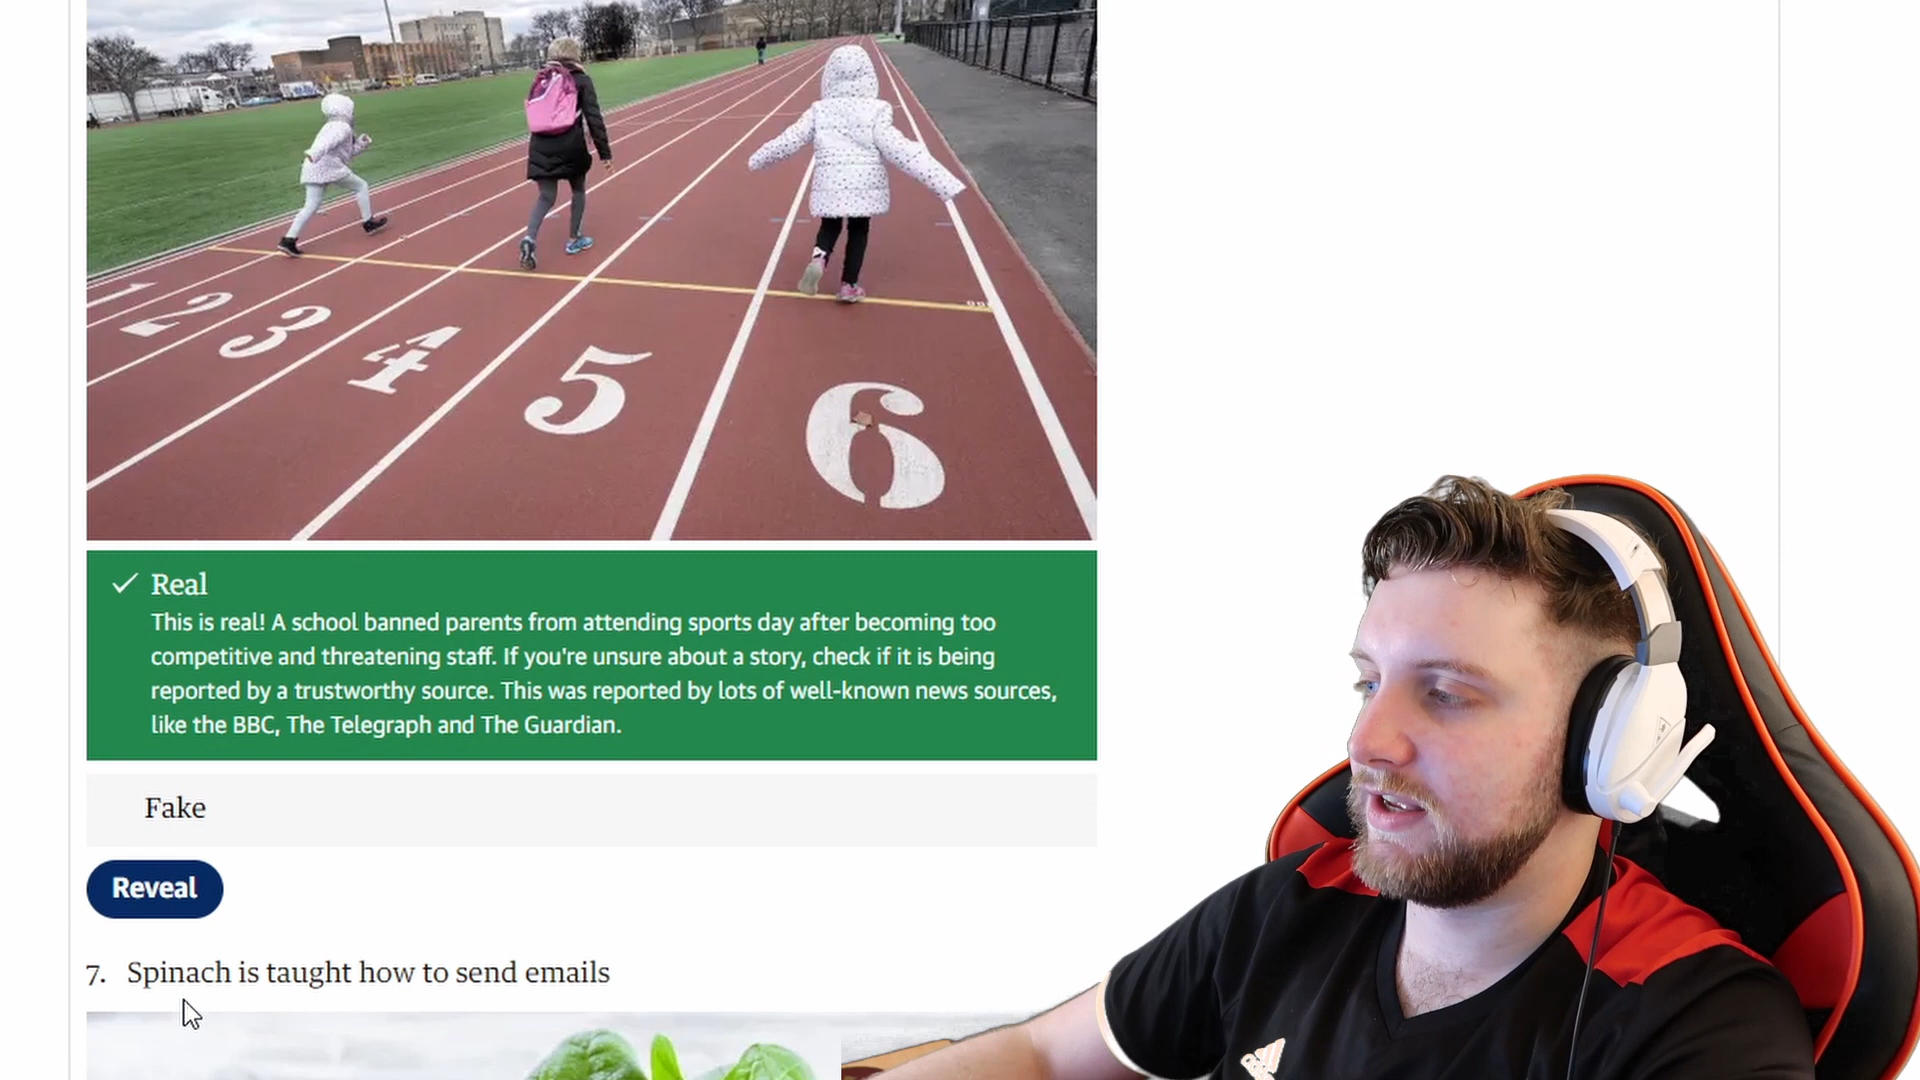 1 2 3 4 5 6
Real
This is real! A school banned parents from attending sports day after becoming too
competitive and threatening staff. If you're unsure about a story, check if it is being
reported by a trustworthy source. This was reported by lots of well-known news sources,
like the BBC, The Telegraph and The Guardian.
Fake
Reveal
7. Spinach is taught how to send emails